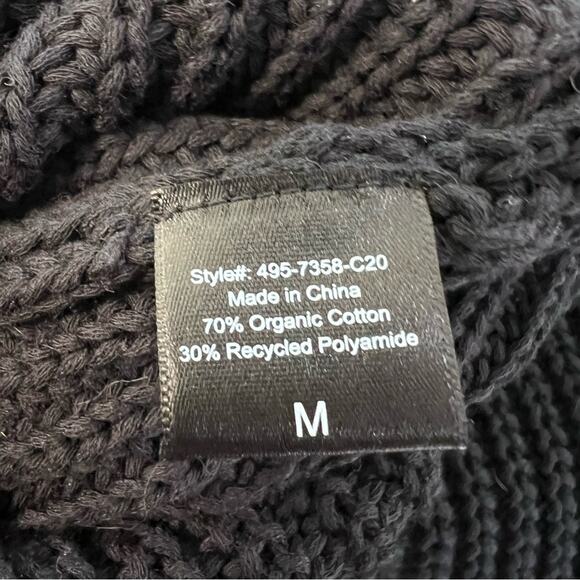 Style#: 495-7358-C20
Made in China
70% Organic Cotton
30% Recycled Polyamide
M